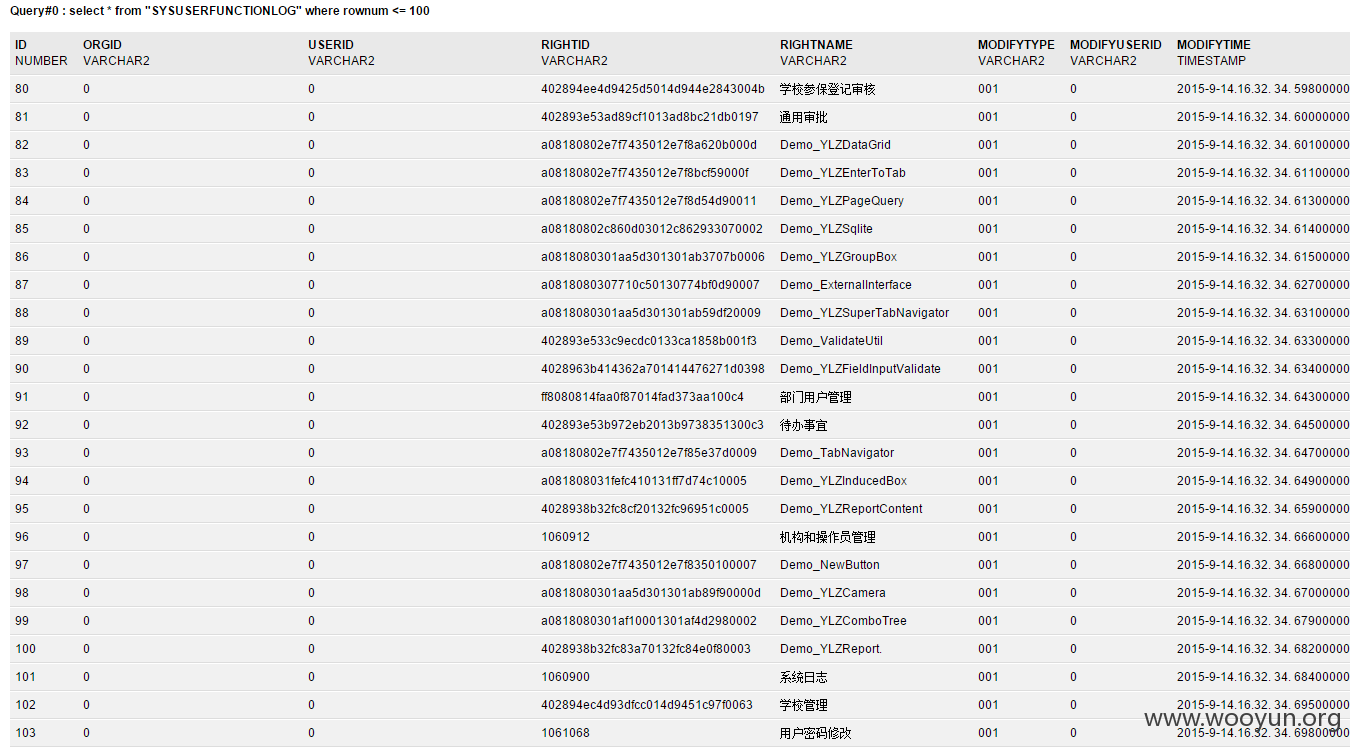 Query#0 : select * from "SYSUSERFUNCTIONLOG" where rownum <= 100
ID ORGID USERID RIGHTID RIGHTNAME MODIFYTYPE MODIFYUSERID MODIFYTIME
NUMBER VARCHAR2 VARCHAR2 VARCHAR2 VARCHAR2 VARCHAR2 VARCHAR2 TIMESTAMP
80 0 0 402894ee4d9425d5014d944e2843004b 学校参保登记审核 001 0 2015-9-14.16.32. 34. 59800000
81 0 0 402893e53ad89cf1013ad8bc21db0197 通用审批 001 0 2015-9-14.16.32. 34. 60000000
82 0 0 a08180802e7f7435012e7f8a620b000d Demo_YLZDataGrid 001 0 2015-9-14.16.32. 34. 60100000
83 0 0 a08180802e7f7435012e7f8bcf59000f Demo_YLZEnterToTab 001 0 2015-9-14.16.32. 34. 61100000
84 0 0 a08180802e7f7435012e7f8d54d90011 Demo_YLZPageQuery 001 0 2015-9-14.16.32. 34. 61300000
85 0 0 a08180802c860d03012c862933070002 Demo_YLZSqlite 001 0 2015-9-14.16.32. 34. 61400000
86 0 0 a0818080301aa5d301301ab3707b0006 Demo_YLZGroupBox 001 0 2015-9-14.16.32. 34. 61500000
87 0 0 a0818080307710c50130774bf0d90007 Demo_ExternalInterface 001 0 2015-9-14.16.32. 34. 62700000
88 0 0 a0818080301aa5d301301ab59df20009 Demo_YLZSuperTabNavigator 001 0 2015-9-14.16.32. 34. 63100000
89 0 0 402893e533c9ecdc0133ca1858b001f3 Demo_ValidateUtil 001 0 2015-9-14.16.32. 34. 63300000
90 0 0 4028963b414362a701414476271d0398 Demo_YLZFieldInputValidate 001 0 2015-9-14.16.32. 34. 63400000
91 0 0 ff8080814faa0f87014fad373aa100c4 部门用户管理 001 0 2015-9-14.16.32. 34. 64300000
92 0 0 402893e53b972eb2013b9738351300c3 待办事宜 001 0 2015-9-14.16.32. 34. 64500000
93 0 0 a08180802e7f7435012e7f85e37d0009 Demo_TabNavigator 001 0 2015-9-14.16.32. 34. 64700000
94 0 0 a081808031fefc410131ff7d74c10005 Demo_YLZInducedBox 001 0 2015-9-14.16.32. 34. 64900000
95 0 0 4028938b32fc8cf20132fc96951c0005 Demo_YLZReportContent 001 0 2015-9-14.16.32. 34. 65900000
96 0 0 1060912 机构和操作员管理 001 0 2015-9-14.16.32. 34. 66600000
97 0 0 a08180802e7f7435012e7f8350100007 Demo_NewButton 001 0 2015-9-14.16.32. 34. 66800000
98 0 0 a0818080301aa5d301301ab89f90000d Demo_YLZCamera 001 0 2015-9-14.16.32. 34. 67000000
99 0 0 a0818080301af10001301af4d2980002 Demo_YLZComboTree 001 0 2015-9-14.16.32. 34. 67900000
100 0 0 4028938b32fc83a70132fc84e0f80003 Demo_YLZReport. 001 0 2015-9-14.16.32. 34. 68200000
101 0 0 1060900 系统日志 001 0 2015-9-14.16.32. 34. 68400000
102 0 0 402894ec4d93dfcc014d9451c97f0063 学校管理 001 0 2015-9-14.16.32. 34. 69500000
103 0 0 1061068 用户密码修改 001 0 2015-9-14.16.32. 34. 69800000
www.wooyun.org